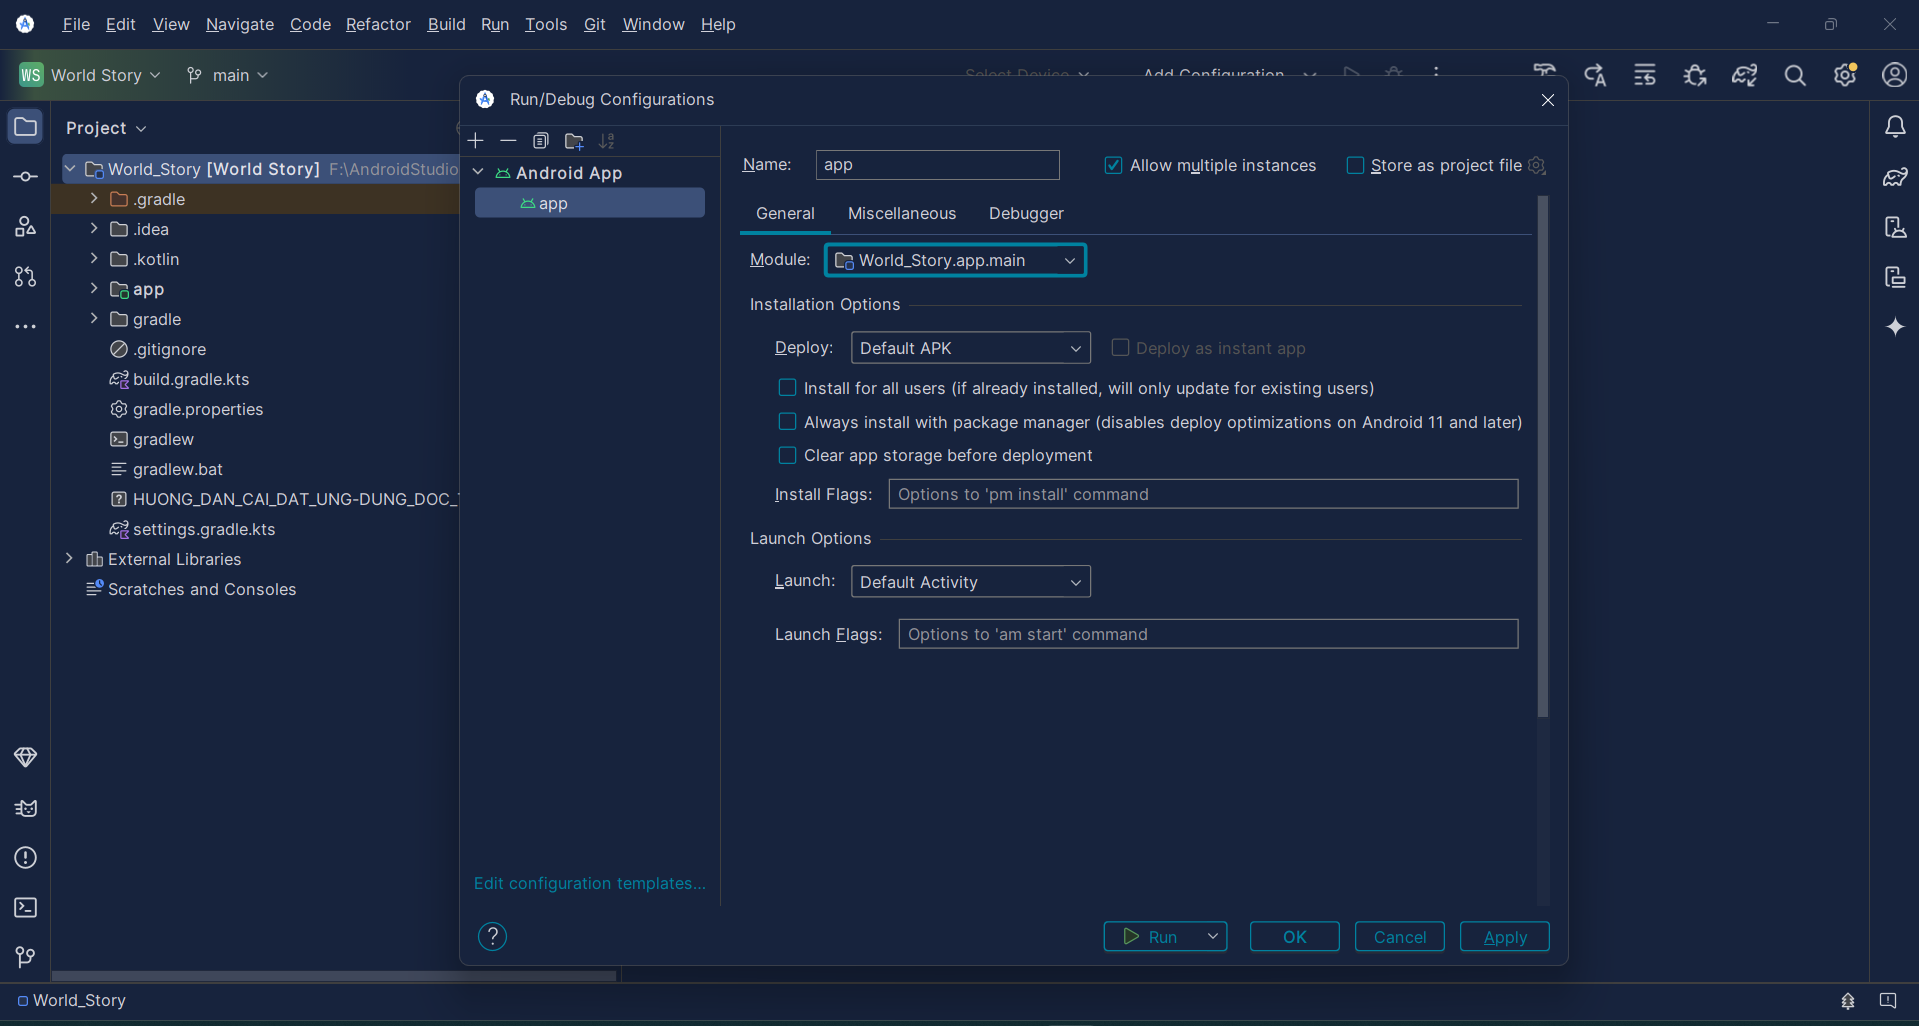 File Edit View Navigate Code Refactor Build Run Tools Git Window Help
WS World Story main
Select Device Add Configuration
Run/Debug Configurations
Project
World_Story [World Story] F:\AndroidStudio
.gradle
.idea
.kotlin
app
gradle
.gitignore
build.gradle.kts
gradle.properties
gradlew
gradlew.bat
HUONG_DAN_CAI_DAT_UNG-DUNG_DOC_
settings.gradle.kts
External Libraries
Scratches and Consoles
Android App
app
Edit configuration templates...
Name: app Allow multiple instances Store as project file
General Miscellaneous Debugger
Module: World_Story.app.main
Installation Options
Deploy: Default APK Deploy as instant app
Install for all users (if already installed, will only update for existing users)
Always install with package manager (disables deploy optimizations on Android 11 and later)
Clear app storage before deployment
Install Flags: Options to 'pm install' command
Launch Options
Launch: Default Activity
Launch Flags: Options to 'am start' command
? Run OK Cancel Apply
World_Story